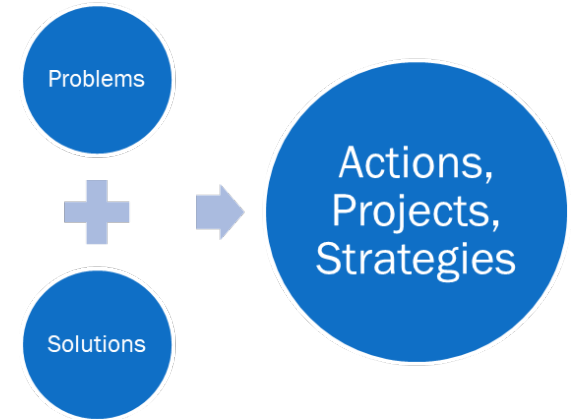 Problems
Solutions
Actions,
Projects,
Strategies